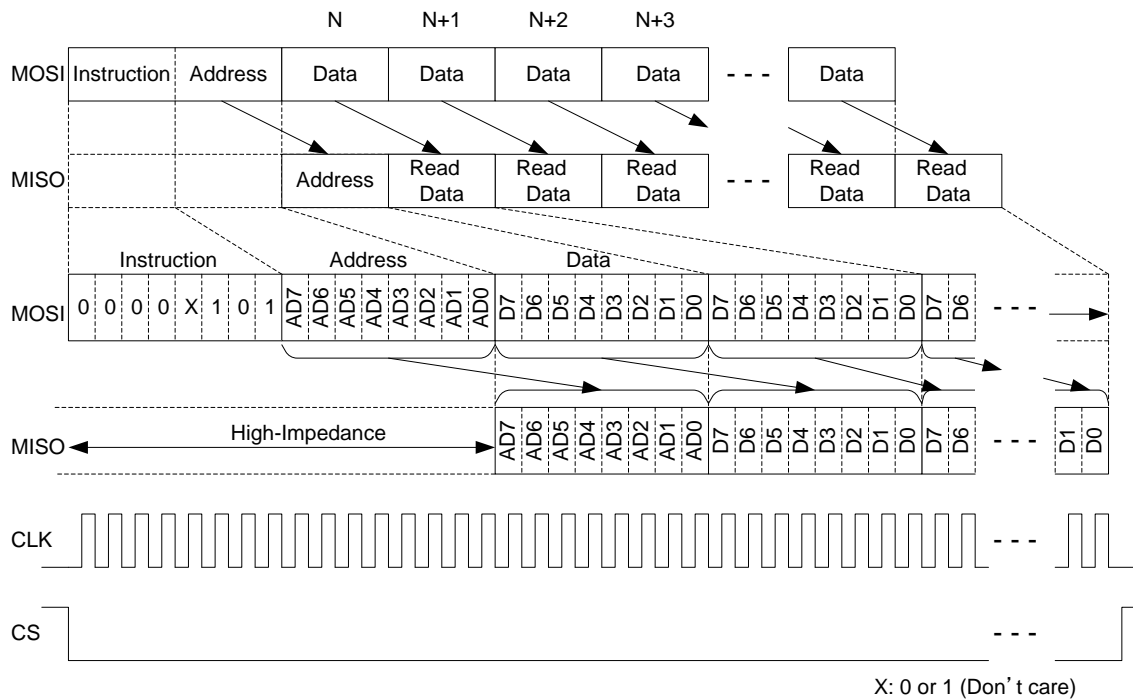 N N+1 N+2 N+3
MOSI Instruction Address Data Data Data Data - - - Data
MISO Address Read Data Read Data Read Data - - - Read Data Read Data
Instruction Address Data
MOSI 0 0 0 0 X 1 0 1 AD7 AD6 AD5 AD4 AD3 AD2 AD1 AD0 D7 D6 D5 D4 D3 D2 D1 D0 D7 D6 D5 D4 D3 D2 D1 D0 D7 D6 - - -
MISO High-Impedance AD7 AD6 AD5 AD4 AD3 AD2 AD1 AD0 D7 D6 D5 D4 D3 D2 D1 D0 D7 D6 - - - D1 D0
CLK - - -
CS - - -
X: 0 or 1 (Don't care)